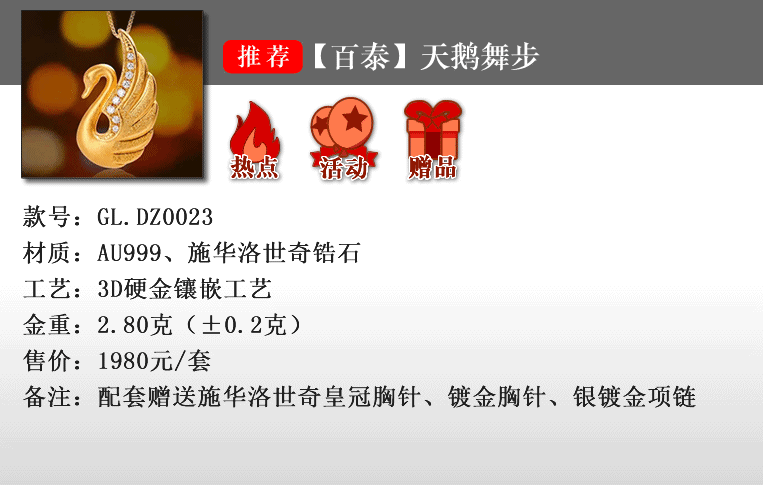 推荐【百泰】天鹅舞步
热点 活动 赠品
款号：GL.DZ0023
材质：AU999、施华洛世奇锆石
工艺：3D硬金镶嵌工艺
金重：2.80克（±0.2克）
售价：1980元/套
备注：配套赠送施华洛世奇皇冠胸针、镀金胸针、银镀金项链